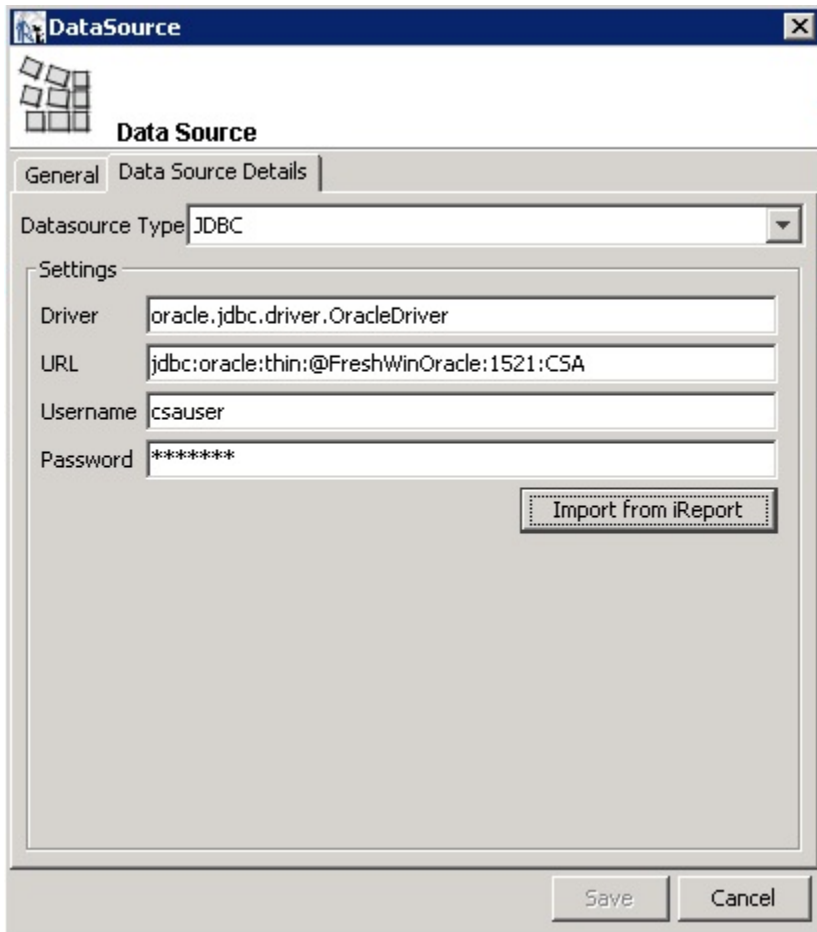 DataSource
Data Source
General Data Source Details
Datasource Type JDBC
Settings
Driver oracle.jdbc.driver.OracleDriver
URL jdbc:oracle:thin:@FreshWinOracle:1521:CSA
Username csauser
Password *******
Import from iReport
Save Cancel